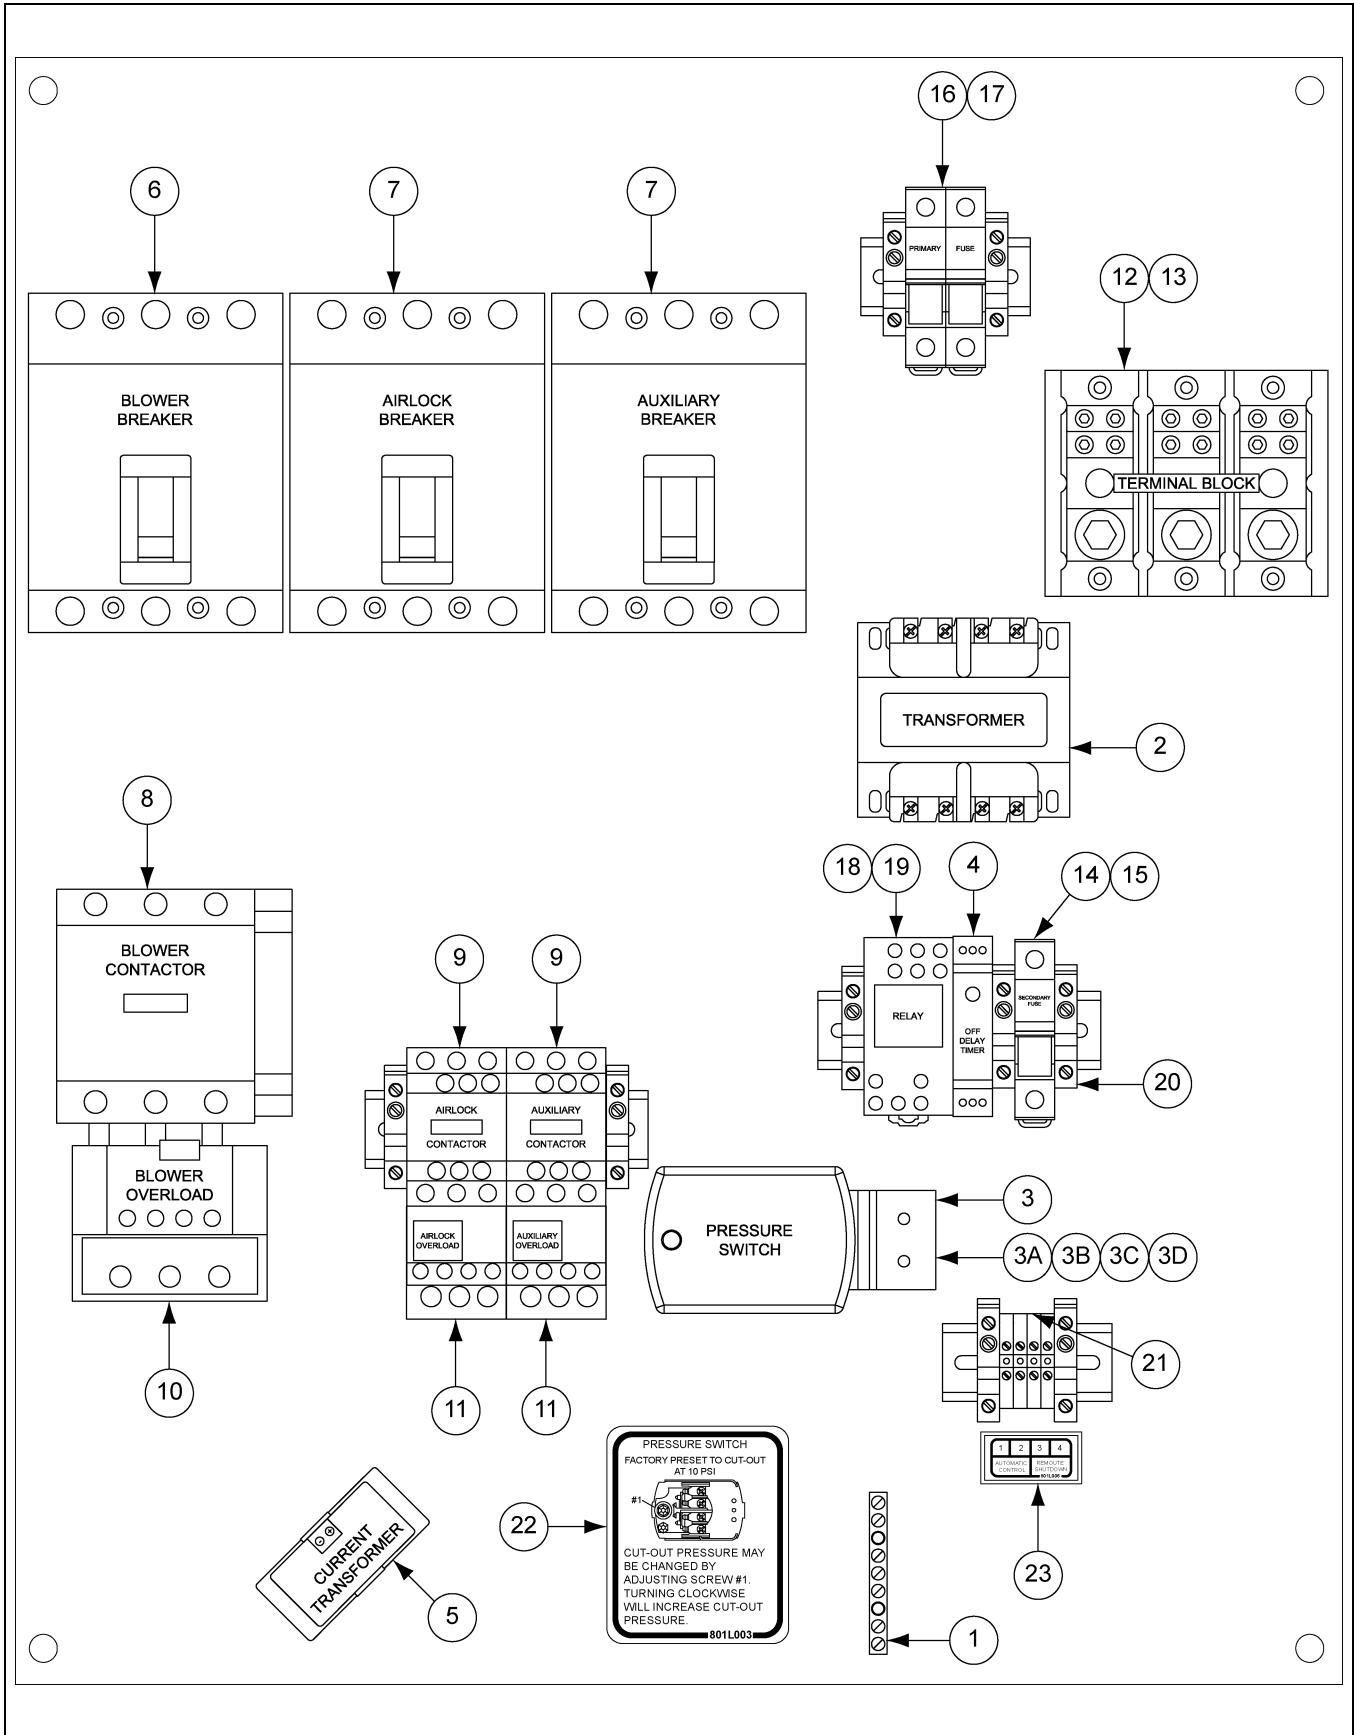 16 17
6
7
7
PRIMARY FUSE
12 13
BLOWER
BREAKER
AIRLOCK
BREAKER
AUXILIARY
BREAKER
TERMINAL BLOCK
TRANSFORMER
2
8
18 19
4
14 15
BLOWER
CONTACTOR
9
9
RELAY
OFF
DELAY
TIMER
SECONDARY
FUSE
20
AIRLOCK
CONTACTOR
AUXILIARY
CONTACTOR
BLOWER
OVERLOAD
AIRLOCK
OVERLOAD
AUXILIARY
OVERLOAD
PRESSURE
SWITCH
3
3A 3B 3C 3D
21
10
11
11
PRESSURE SWITCH
FACTORY PRESET TO CUT-OUT
AT 10 PSI
#1
CUT-OUT PRESSURE MAY
BE CHANGED BY
ADJUSTING SCREW #1.
TURNING CLOCKWISE
WILL INCREASE CUT-OUT
PRESSURE.
801L003
22
1 2 3 4
AUTOMATIC
CONTROL
REMOUTE
SHUTDOWN
801L006
23
CURRENT
TRANSFORMER
5
1